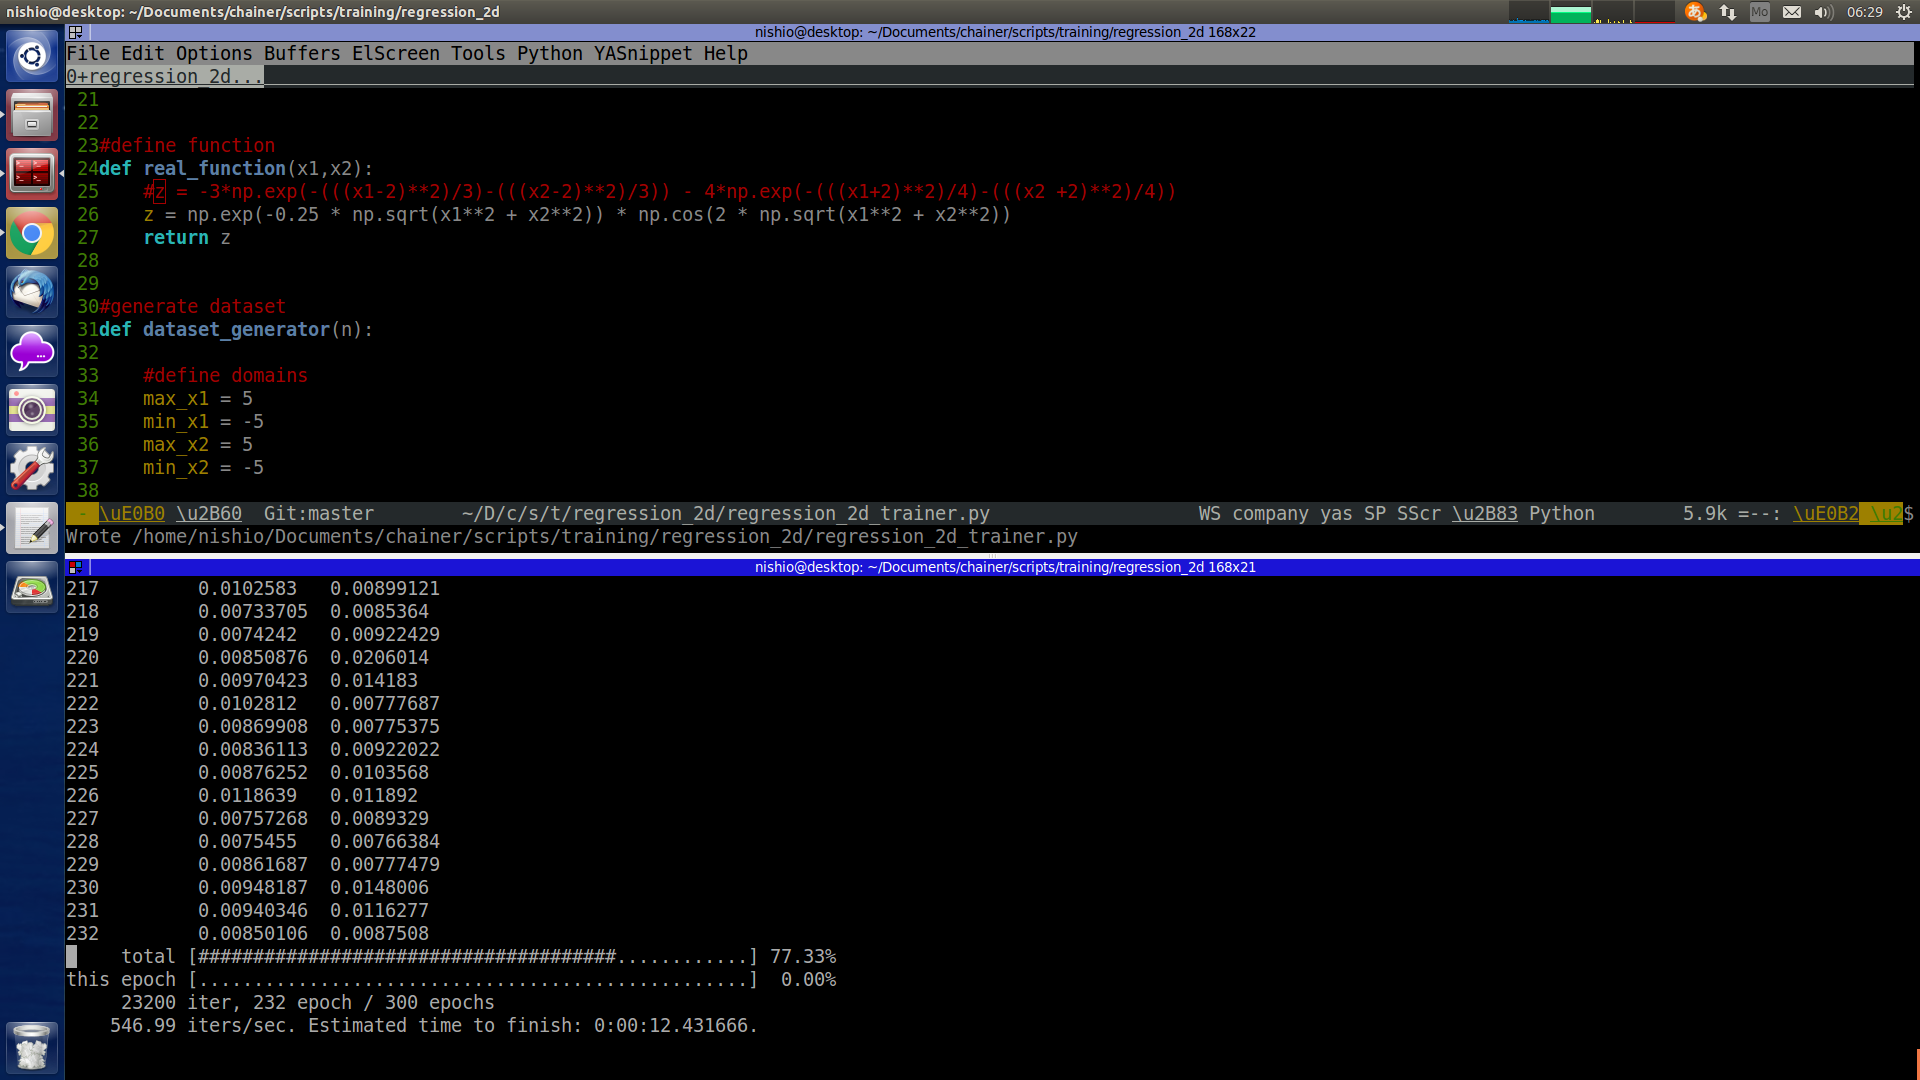 nishio@desktop: ~/Documents/chainer/scripts/training/regression_2d
Mo 06:29
nishio@desktop: ~/Documents/chainer/scripts/training/regression_2d 168x22
File Edit Options Buffers ElScreen Tools Python YASnippet Help
0+regression_2d...
21
22
23#define function
24def real_function(x1,x2):
25    #z = -3*np.exp(-(((x1-2)**2)/3)-(((x2-2)**2)/3)) - 4*np.exp(-(((x1+2)**2)/4)-(((x2 +2)**2)/4))
26    z = np.exp(-0.25 * np.sqrt(x1**2 + x2**2)) * np.cos(2 * np.sqrt(x1**2 + x2**2))
27    return z
28
29
30#generate dataset
31def dataset_generator(n):
32
33    #define domains
34    max_x1 = 5
35    min_x1 = -5
36    max_x2 = 5
37    min_x2 = -5
38
- \uE0B0 \u2B60  Git:master        ~/D/c/s/t/regression_2d/regression_2d_trainer.py                   WS company yas SP SScr \u2B83 Python        5.9k =--: \uE0B2 \u2$
Wrote /home/nishio/Documents/chainer/scripts/training/regression_2d/regression_2d_trainer.py
nishio@desktop: ~/Documents/chainer/scripts/training/regression_2d 168x21
217         0.0102583   0.00899121
218         0.00733705  0.0085364
219         0.0074242   0.00922429
220         0.00850876  0.0206014
221         0.00970423  0.014183
222         0.0102812   0.00777687
223         0.00869908  0.00775375
224         0.00836113  0.00922022
225         0.00876252  0.0103568
226         0.0118639   0.011892
227         0.00757268  0.0089329
228         0.0075455   0.00766384
229         0.00861687  0.00777479
230         0.00948187  0.0148006
231         0.00940346  0.0116277
232         0.00850106  0.0087508
     total [######################################............] 77.33%
this epoch [..................................................]  0.00%
     23200 iter, 232 epoch / 300 epochs
    546.99 iters/sec. Estimated time to finish: 0:00:12.431666.